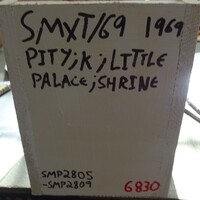 SMXT/69 1969
PITY;K;LITTLE
PALACE;SHRINE
SMP2805
-SMP2809
6830